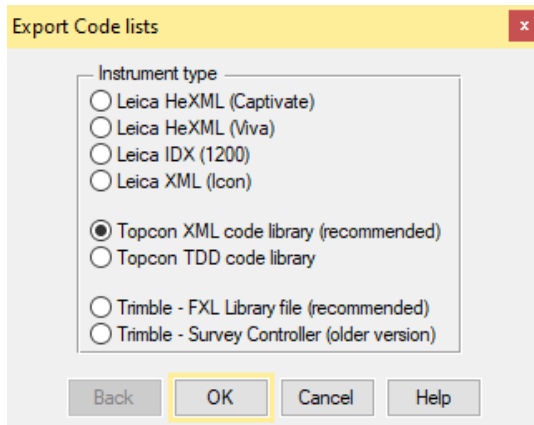 Export Code lists
x
Instrument type
Leica HeXML (Captivate)
Leica HeXML (Viva)
Leica IDX (1200)
Leica XML (Icon)
Topcon XML code library (recommended)
Topcon TDD code library
Trimble - FXL Library file (recommended)
Trimble - Survey Controller (older version)
Back OK Cancel Help